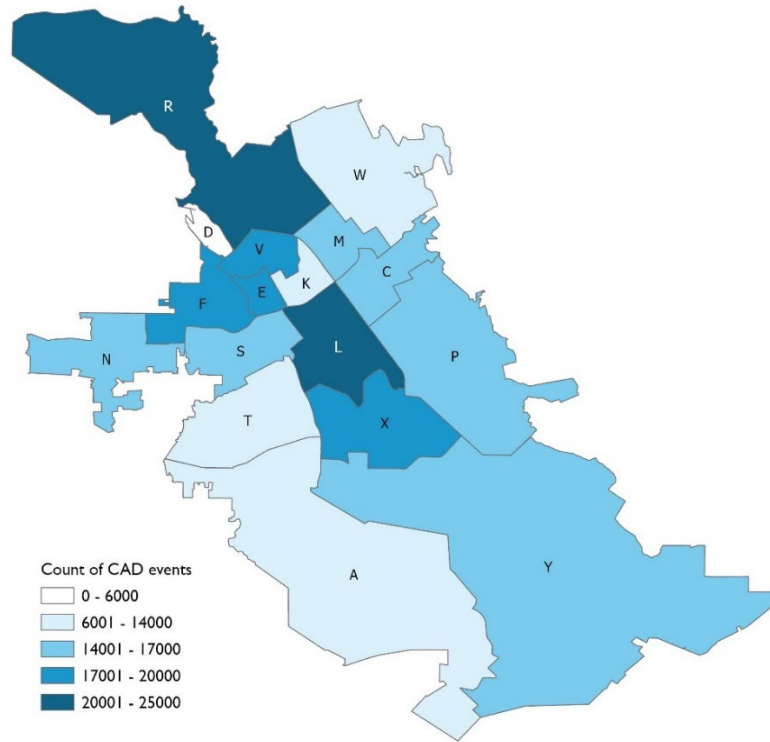 R
W
D
V
M
C
K
E
F
L
N
S
P
T
X
A
Y
Count of CAD events
0 - 6000
6001 - 14000
14001 - 17000
17001 - 20000
20001 - 25000